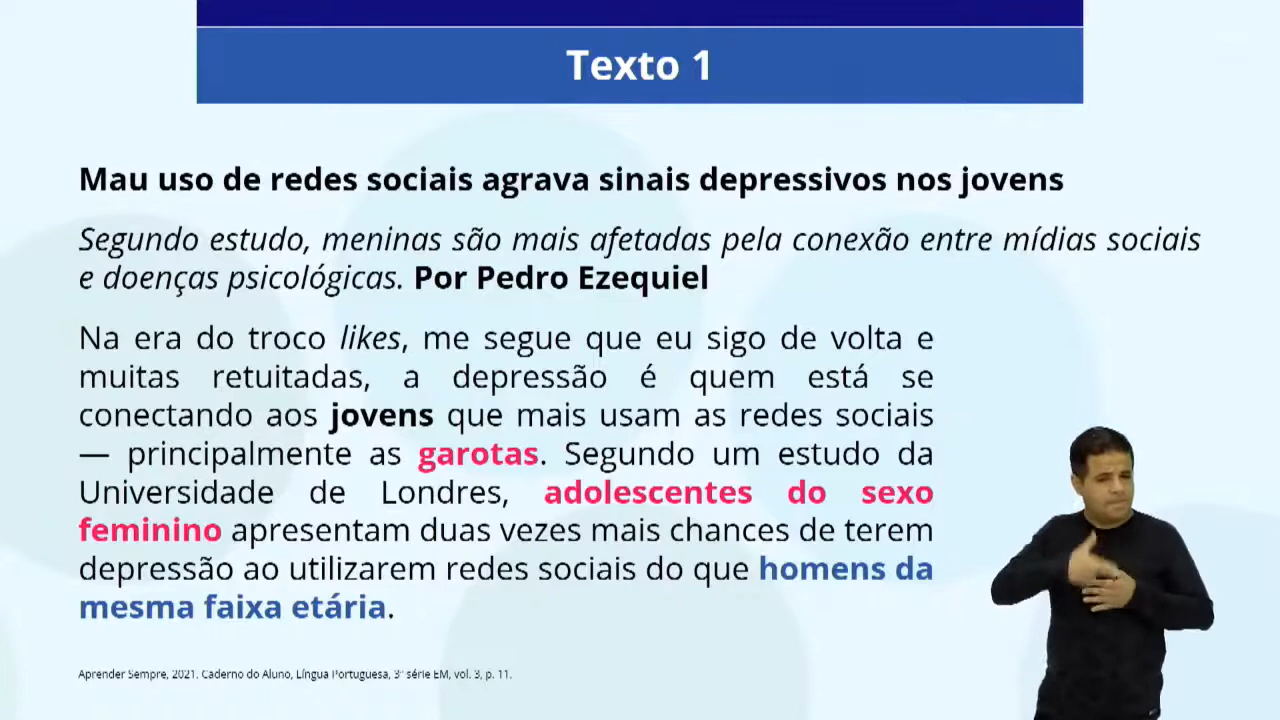 Texto 1
Mau uso de redes sociais agrava sinais depressivos nos jovens
Segundo estudo, meninas são mais afetadas pela conexão entre mídias sociais
e doenças psicológicas. Por Pedro Ezequiel
Na era do troco likes, me segue que eu sigo de volta e
muitas retuitadas, a depressão é quem está se
conectando aos jovens que mais usam as redes sociais
— principalmente as garotas. Segundo um estudo da
Universidade de Londres, adolescentes do sexo
feminino apresentam duas vezes mais chances de terem
depressão ao utilizarem redes sociais do que homens da
mesma faixa etária.
Aprender Sempre, 2021. Caderno do Aluno, Língua Portuguesa, 3ª série EM, vol. 3, p. 11.